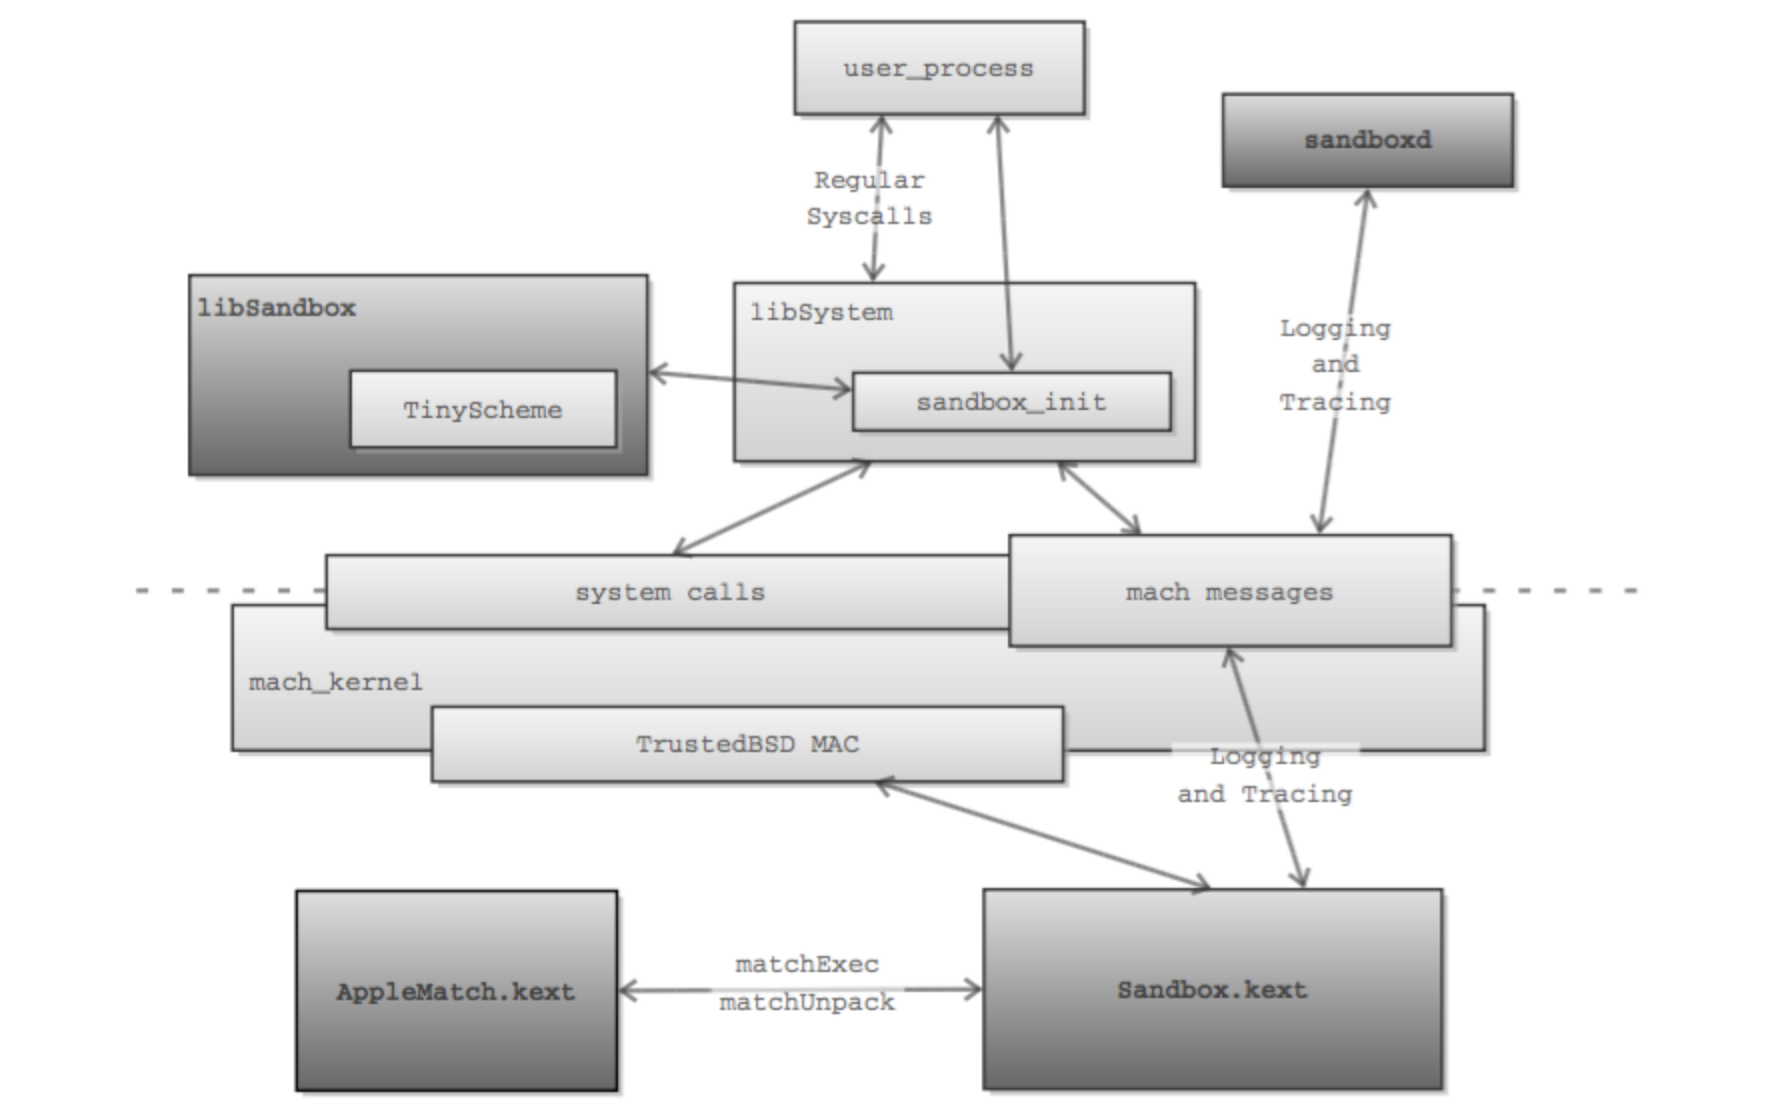 user_process
sandboxd
Regular
Syscalls
libSandbox
libSystem
Logging
and
Tracing
TinyScheme
sandbox_init
system calls
mach messages
mach_kernel
TrustedBSD MAC
Logging
and Tracing
matchExec
matchUnpack
AppleMatch.kext
Sandbox.kext